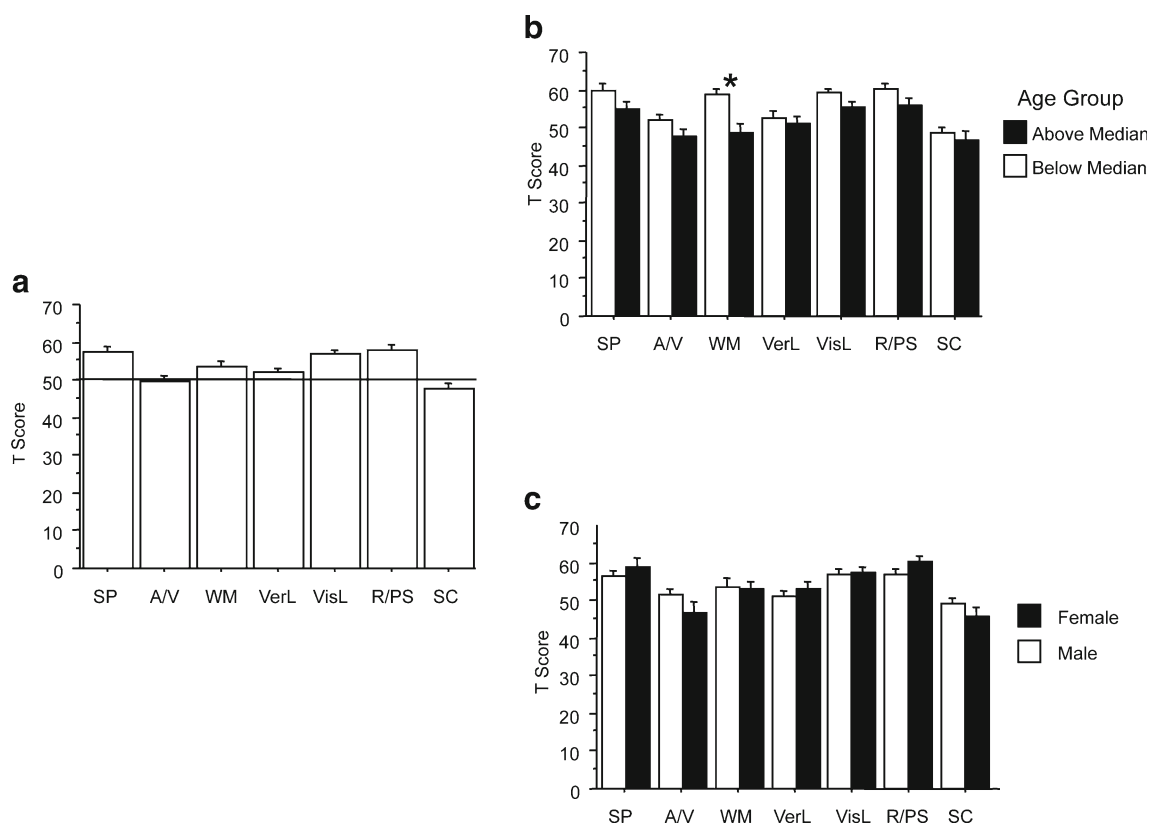 a
70
60
50
40
30
20
10
0
T Score
SP A/V WM VerL VisL R/PS SC
b
70
60
50
40
30
20
10
0
T Score
*
SP A/V WM VerL VisL R/PS SC
Age Group
Above Median
Below Median
c
70
60
50
40
30
20
10
0
T Score
SP A/V WM VerL VisL R/PS SC
Female
Male